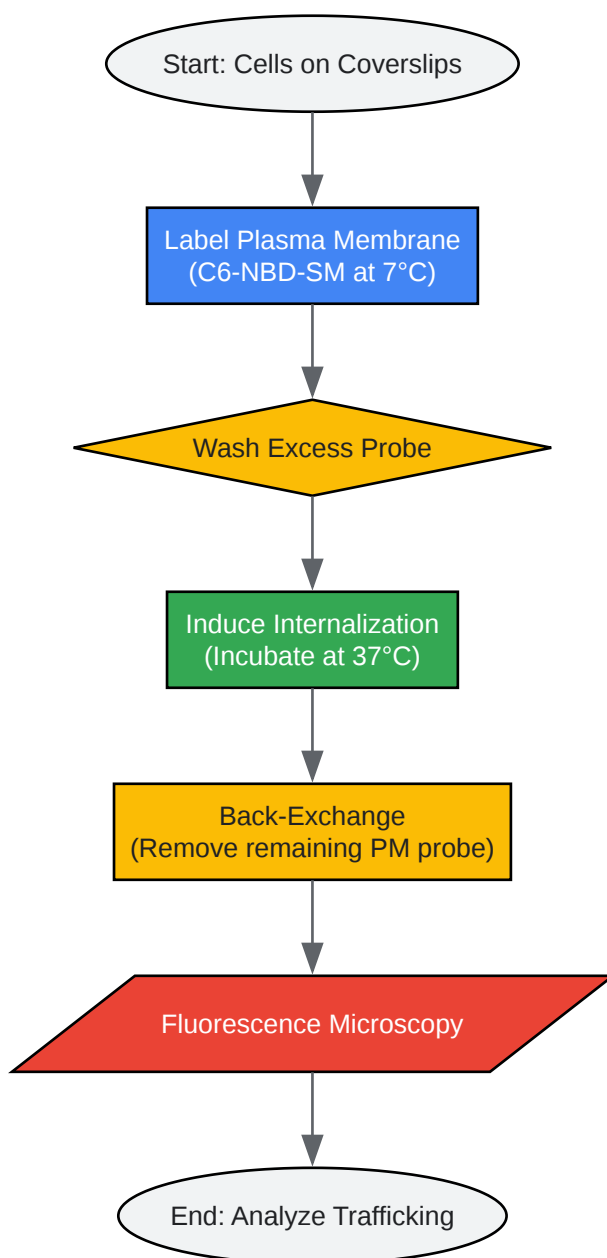 Start: Cells on Coverslips
Label Plasma Membrane
(C6-NBD-SM at 7°C)
Wash Excess Probe
Induce Internalization
(Incubate at 37°C)
Back-Exchange
(Remove remaining PM probe)
Fluorescence Microscopy
End: Analyze Trafficking